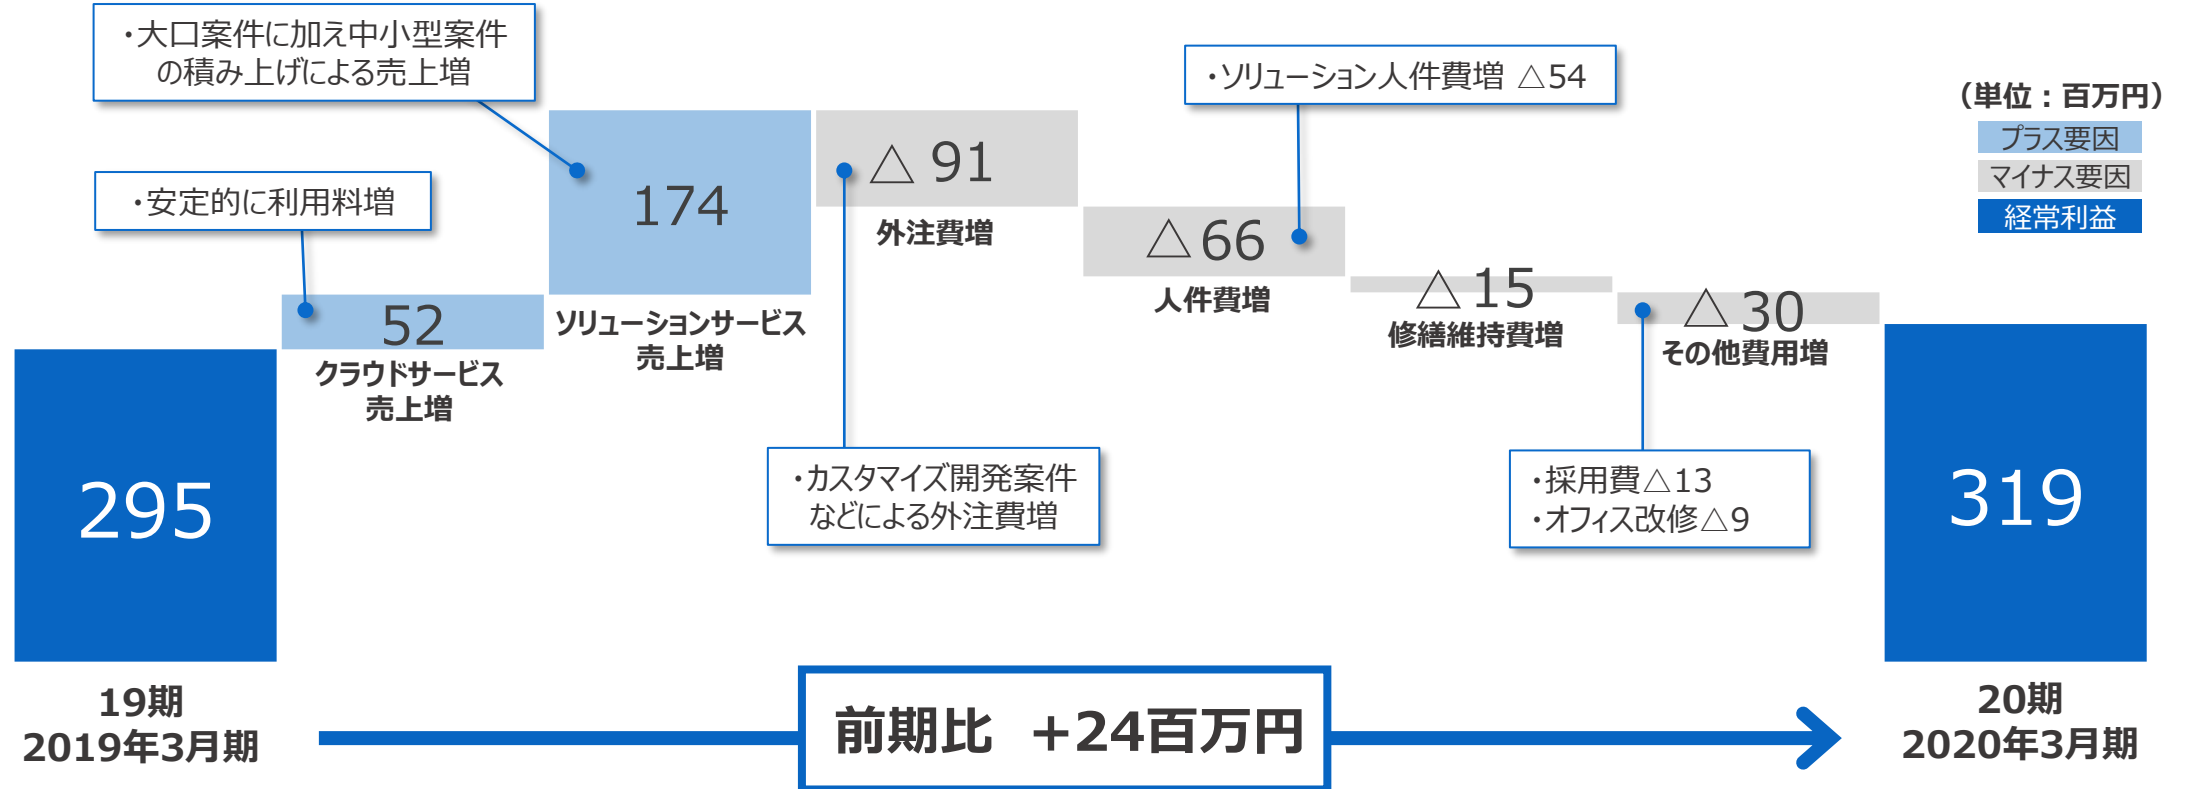 ・大口案件に加え中小型案件
の積み上げによる売上増
・ソリューション人件費増 △54
（単位：百万円）
プラス要因
マイナス要因
経常利益
・安定的に利用料増
174
△ 91
外注費増
△66
人件費増
△15
修繕維持費増
△ 30
その他費用増
52
クラウドサービス
売上増
ソリューションサービス
売上増
295
・カスタマイズ開発案件
などによる外注費増
・採用費△13
・オフィス改修△9
319
19期
2019年3月期
前期比 +24百万円
20期
2020年3月期